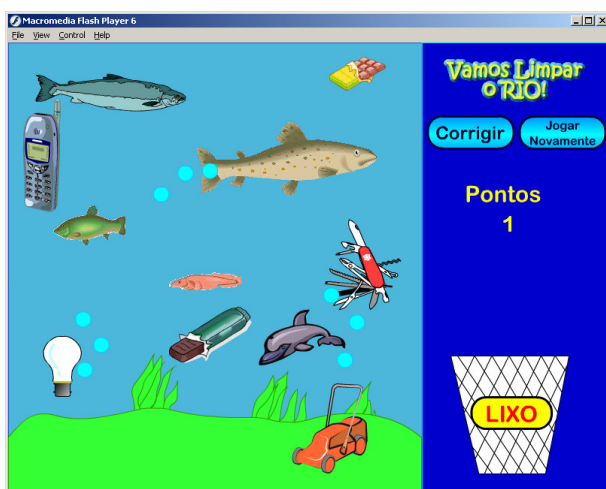 Macromedia Flash Player 6
File View Control Help
Vamos Limpar
o RIO!
Corrigir
Jogar
Novamente
Pontos
1
LIXO